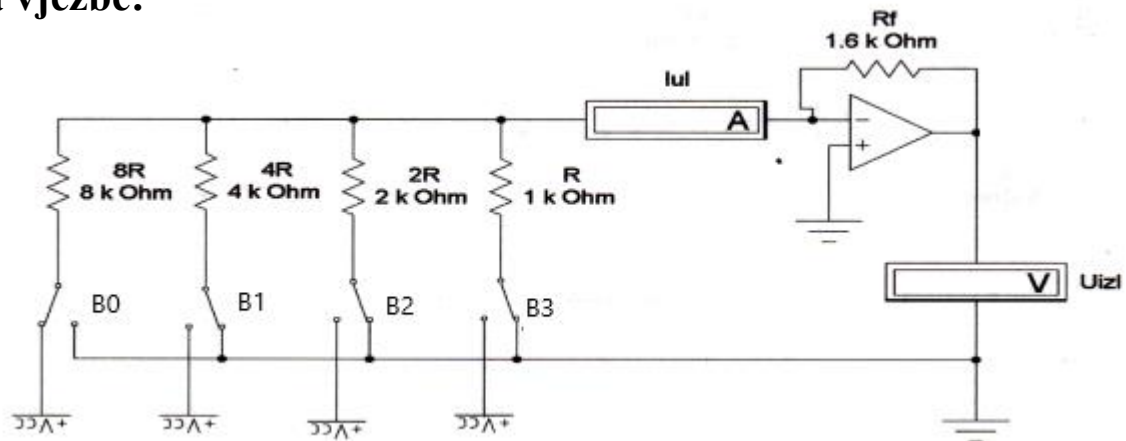 a vježbe:
Rf
1.6 k Ohm
Iul
A
8R
8 k Ohm
4R
4 k Ohm
2R
2 k Ohm
R
1 k Ohm
−
+
B0
B1
B2
B3
V
Uizl
+Vcc
+Vcc
+Vcc
+Vcc